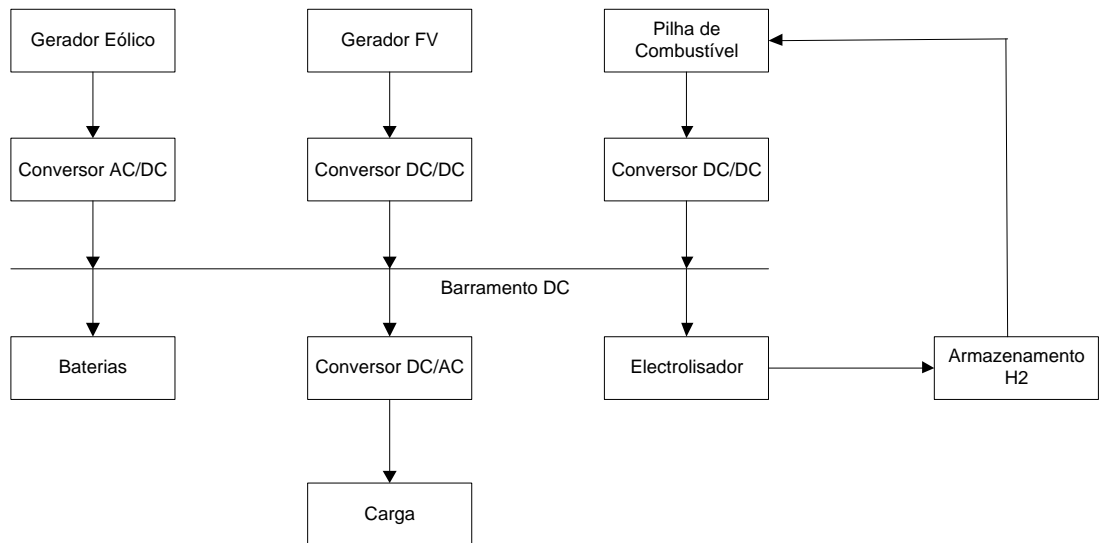 Gerador Eólico
Gerador FV
Pilha de
Combustível
Conversor AC/DC
Conversor DC/DC
Conversor DC/DC
Barramento DC
Baterias
Conversor DC/AC
Electrolisador
Armazenamento
H2
Carga